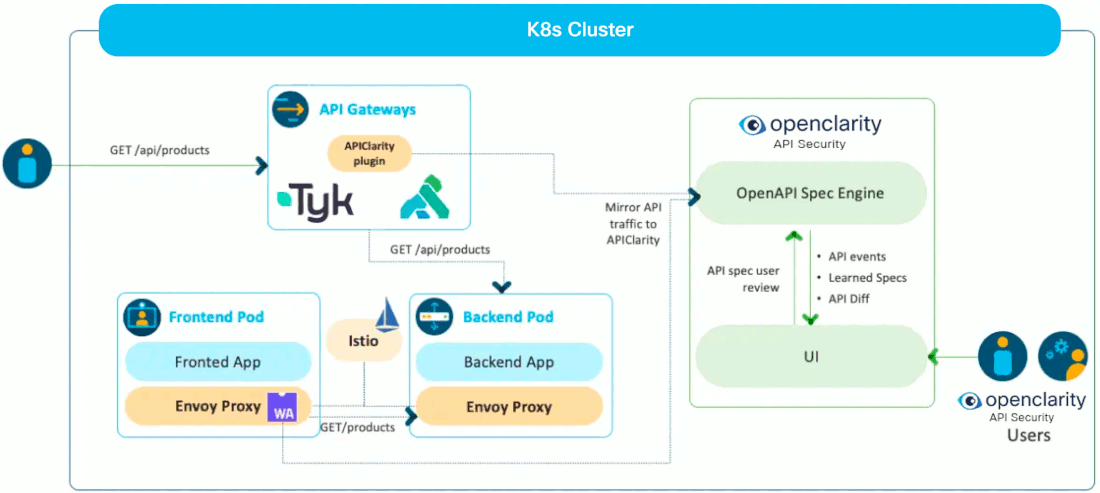 K8s Cluster
API Gateways
GET /api/products
APIClarity
plugin
Tyk
openclarity
API Security
OpenAPI Spec Engine
Mirror API
traffic to
APIClarity
GET /api/products
API spec user
review
• API events
• Learned Specs
• API Diff
Frontend Pod
Istio
Backend Pod
Fronted App
Backend App
UI
Envoy Proxy
WA
Envoy Proxy
GET/products
openclarity
API Security
Users